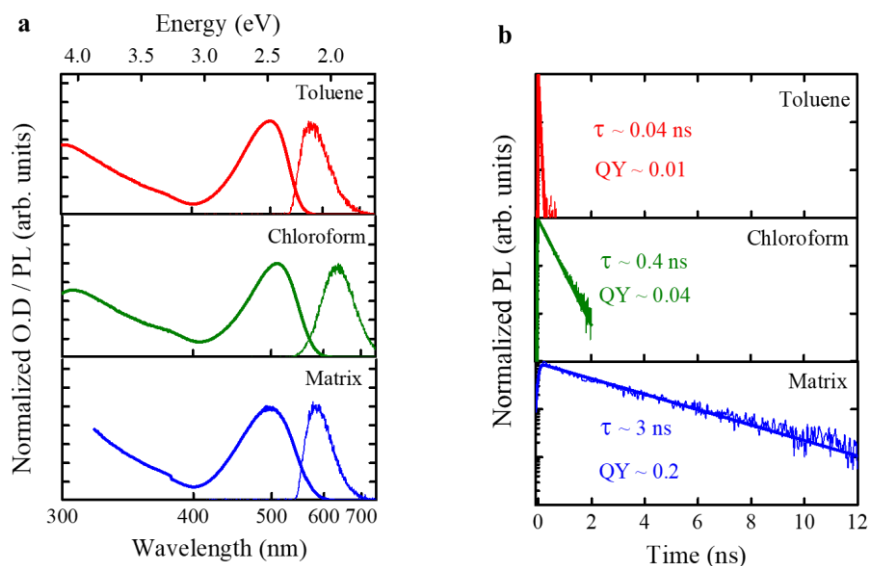 a
Energy (eV)
4.0 3.5 3.0 2.5 2.0
Toluene
Chloroform
Matrix
Normalized O.D / PL (arb. units)
300 400 500 600 700
Wavelength (nm)
b
Toluene
τ ~ 0.04 ns
QY ~ 0.01
Chloroform
τ ~ 0.4 ns
QY ~ 0.04
Matrix
τ ~ 3 ns
QY ~ 0.2
Normalized PL (arb. units)
0 2 4 6 8 10 12
Time (ns)